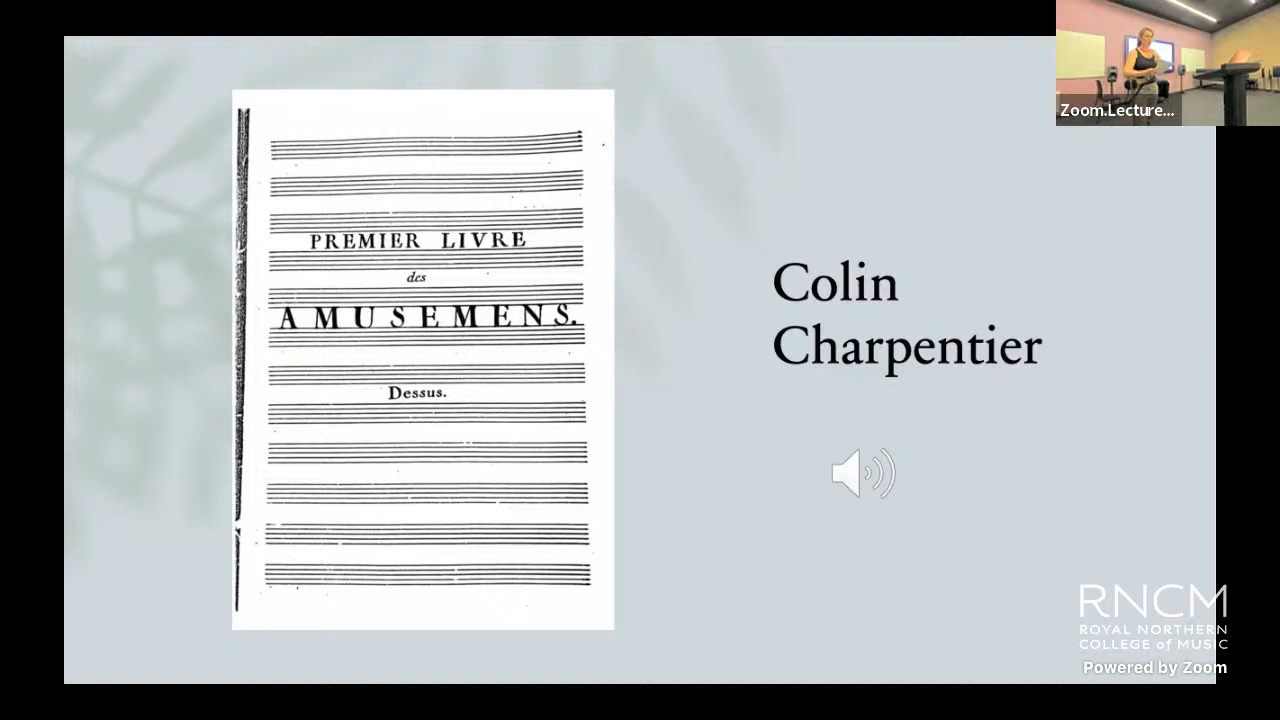 Zoom.Lecture...
PREMIER LIVRE
des
AMUSEMENS.
Dessus.
Colin
Charpentier
RNCM
ROYAL NORTHERN
COLLEGE of MUSIC
Powered by Zoom